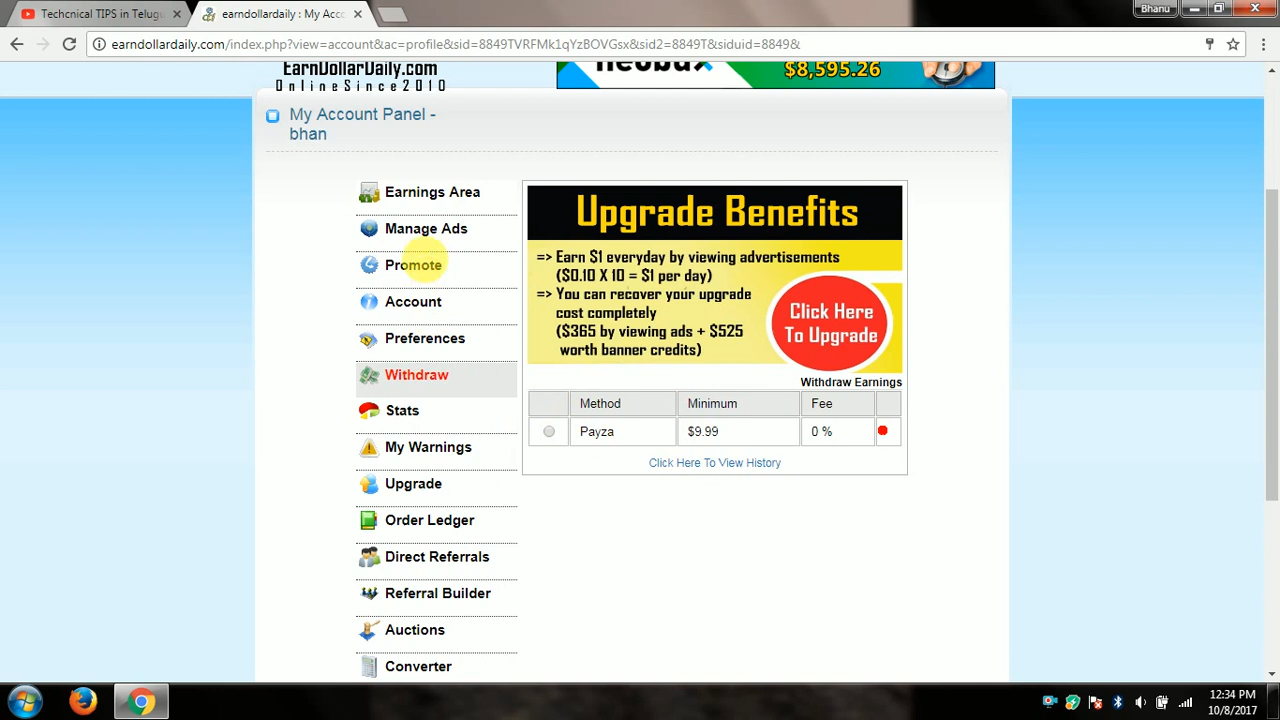 Technical TIPS in Telugu
earndollardaily : My Acco
Bhanu
earndollardaily.com/index.php?view=account&ac=profile&sid=8849TVRFMk1qYzBOVGsx&sid2=8849T&siduid=8849&
EarnDollarDaily.com
OnlineSince2010
neobux
$8,595.26
My Account Panel -
bhan
Earnings Area
Manage Ads
Promote
Account
Preferences
Withdraw
Stats
My Warnings
Upgrade
Order Ledger
Direct Referrals
Referral Builder
Auctions
Converter
Upgrade Benefits
=> Earn $1 everyday by viewing advertisements
($0.10 X 10 = $1 per day)
=> You can recover your upgrade
cost completely
($365 by viewing ads + $525
worth banner credits)
Click Here
To Upgrade
Withdraw Earnings
Method Minimum Fee
Payza $9.99 0 %
Click Here To View History
12:34 PM
10/8/2017